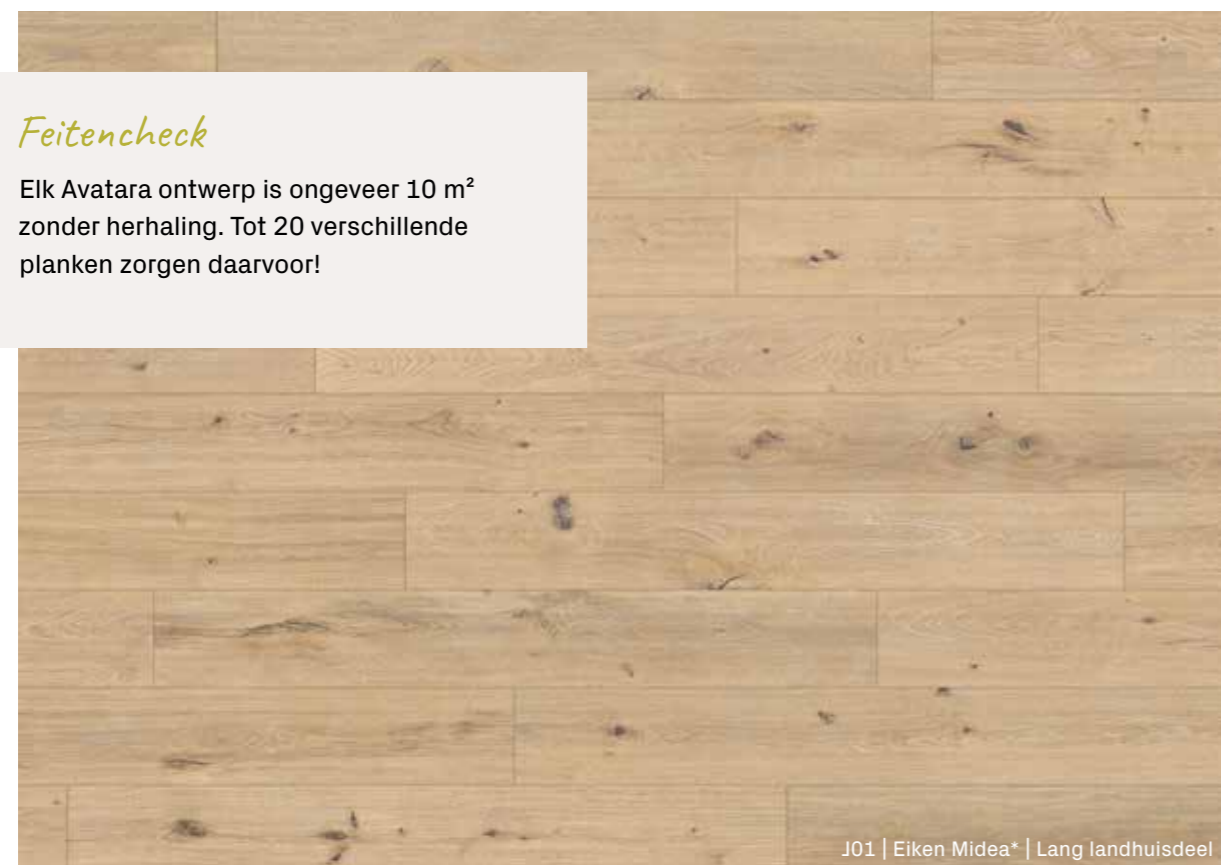 Feitencheck
Elk Avatara ontwerp is ongeveer 10 m²
zonder herhaling. Tot 20 verschillende
planken zorgen daarvoor!
J01 | Eiken Midea* | Lang landhuisdeel